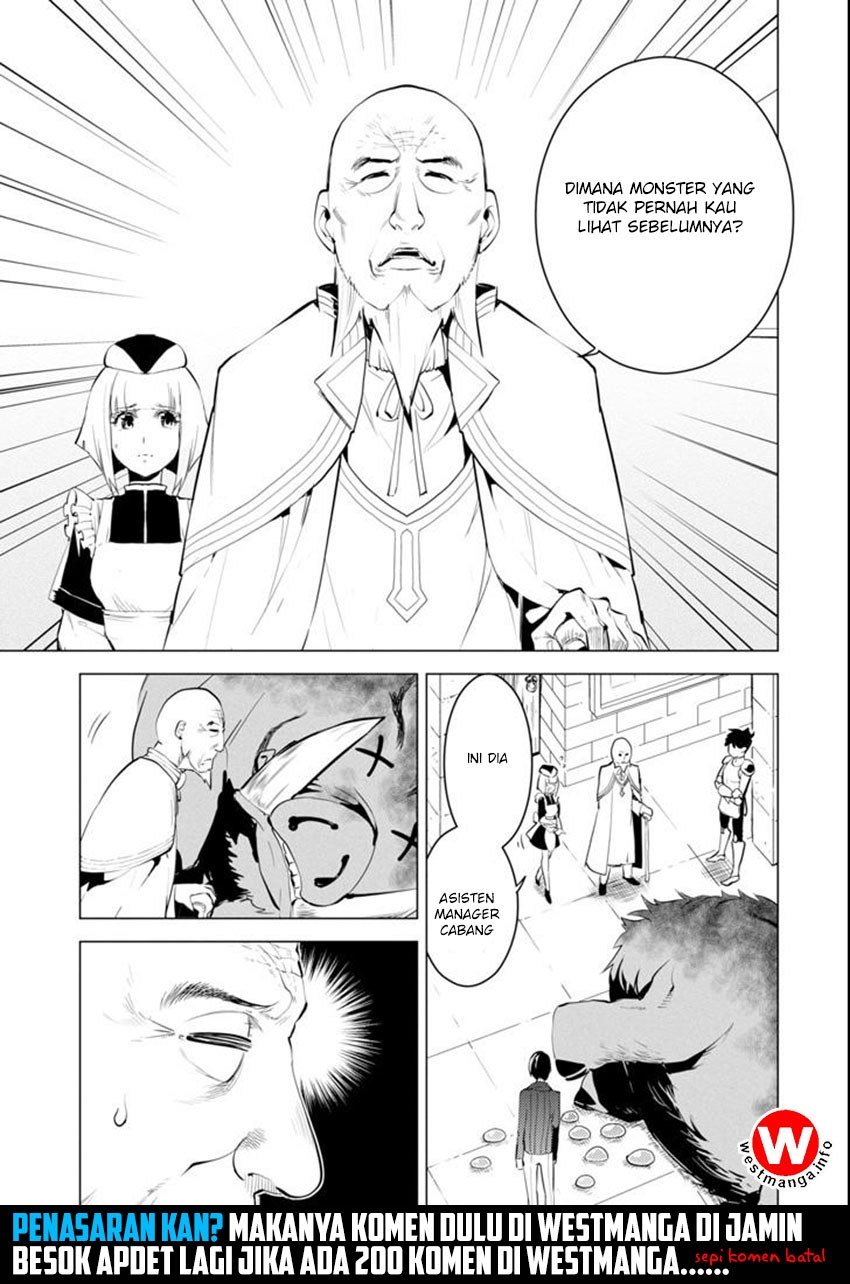 DIMANA MONSTER YANG
TIDAK PERNAH KAU
LIHAT SEBELUMNYA?
INI DIA
ASISTEN
MANAGER
CABANG
W
westmanga.info
PENASARAN KAN? MAKANYA KOMEN DULU DI WESTMANGA DI JAMIN
BESOK APDET LAGI JIKA ADA 200 KOMEN DI WESTMANGA...... sepi komen batal